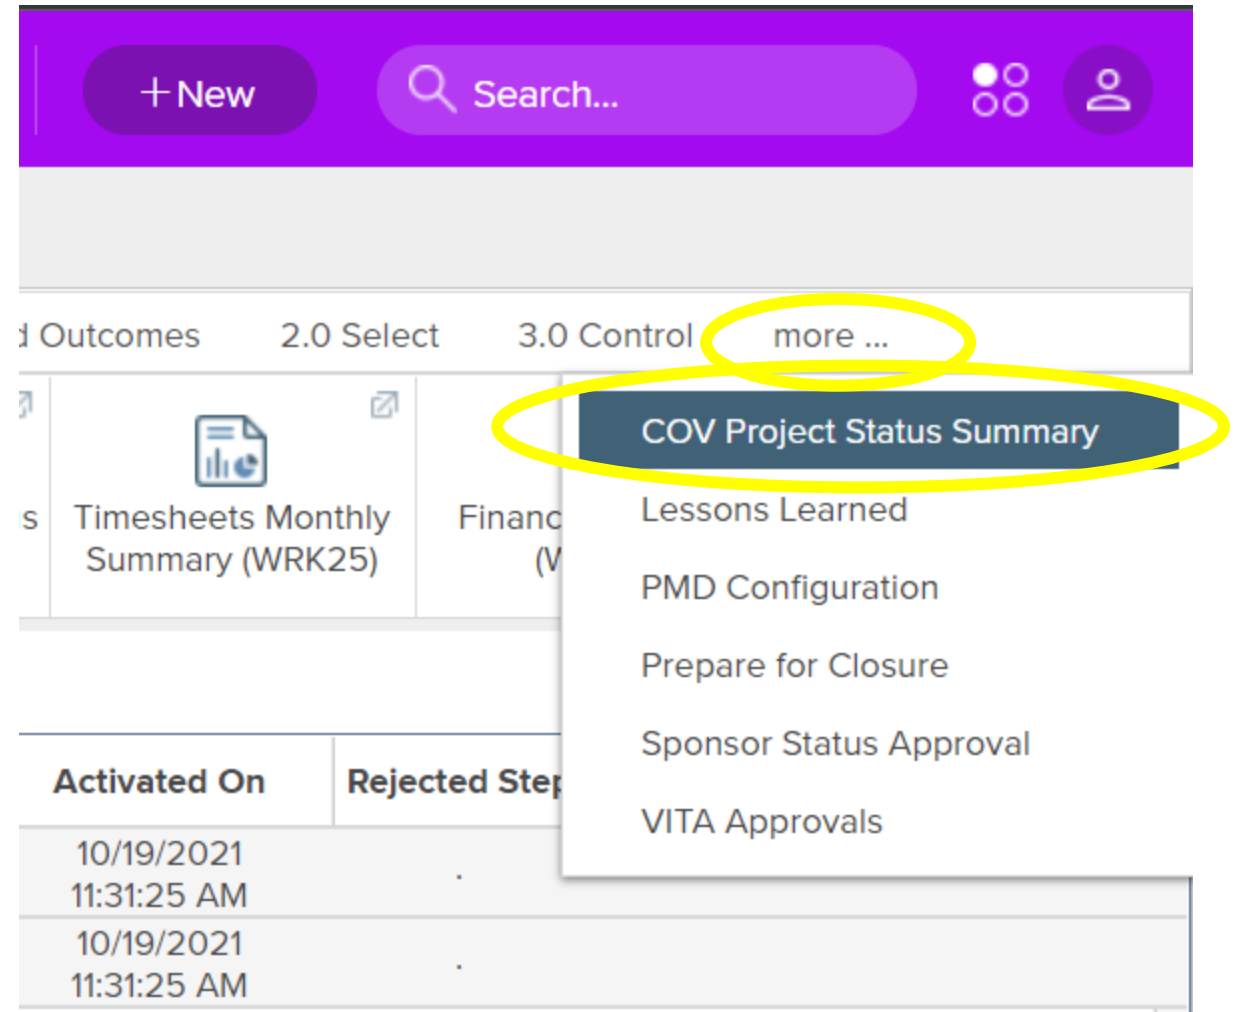 +New
Search...
Outcomes 2.0 Select 3.0 Control more ...
COV Project Status Summary
Lessons Learned
PMD Configuration
Prepare for Closure
Sponsor Status Approval
VITA Approvals
Timesheets Monthly
Summary (WRK25)
Activated On
10/19/2021
11:31:25 AM
.
10/19/2021
11:31:25 AM
.
Rejected